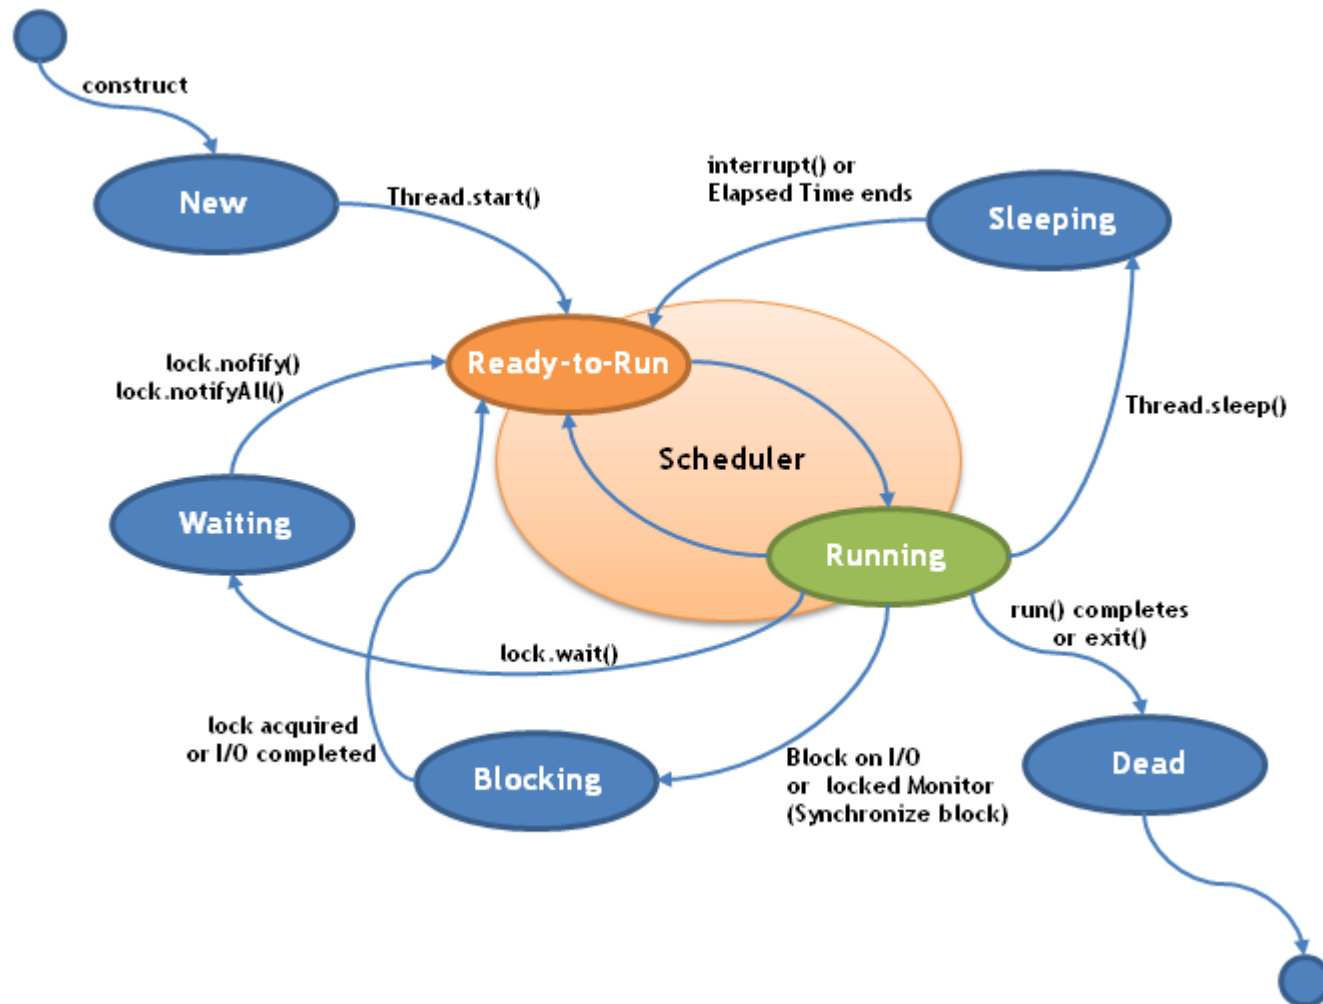 construct
New
Thread.start()
interrupt() or
Elapsed Time ends
Sleeping
Ready-to-Run
lock.nofify()
lock.notifyAll()
Thread.sleep()
Scheduler
Waiting
Running
run() completes
or exit()
lock.wait()
lock acquired
or I/O completed
Blocking
Block on I/O
or locked Monitor
(Synchronize block)
Dead